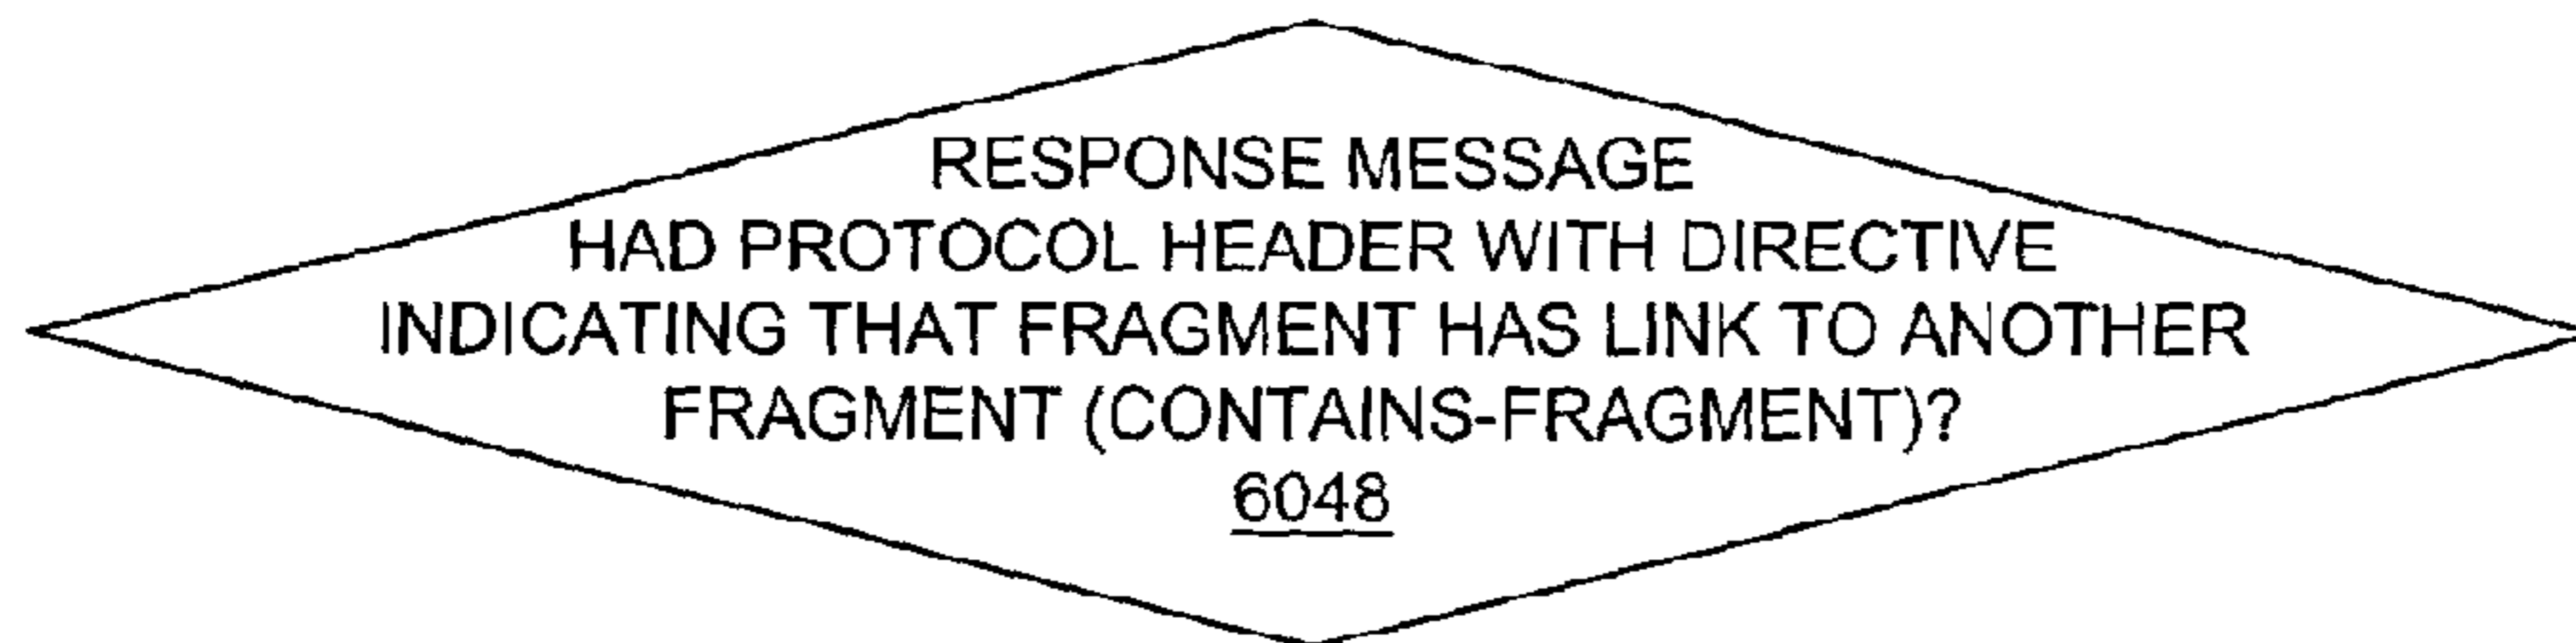 RESPONSE MESSAGE
HAD PROTOCOL HEADER WITH DIRECTIVE
INDICATING THAT FRAGMENT HAS LINK TO ANOTHER
FRAGMENT (CONTAINS-FRAGMENT)?
6048